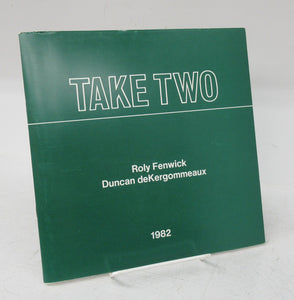 TAKE TWO
Roly Fenwick
Duncan deKergommeaux
1982